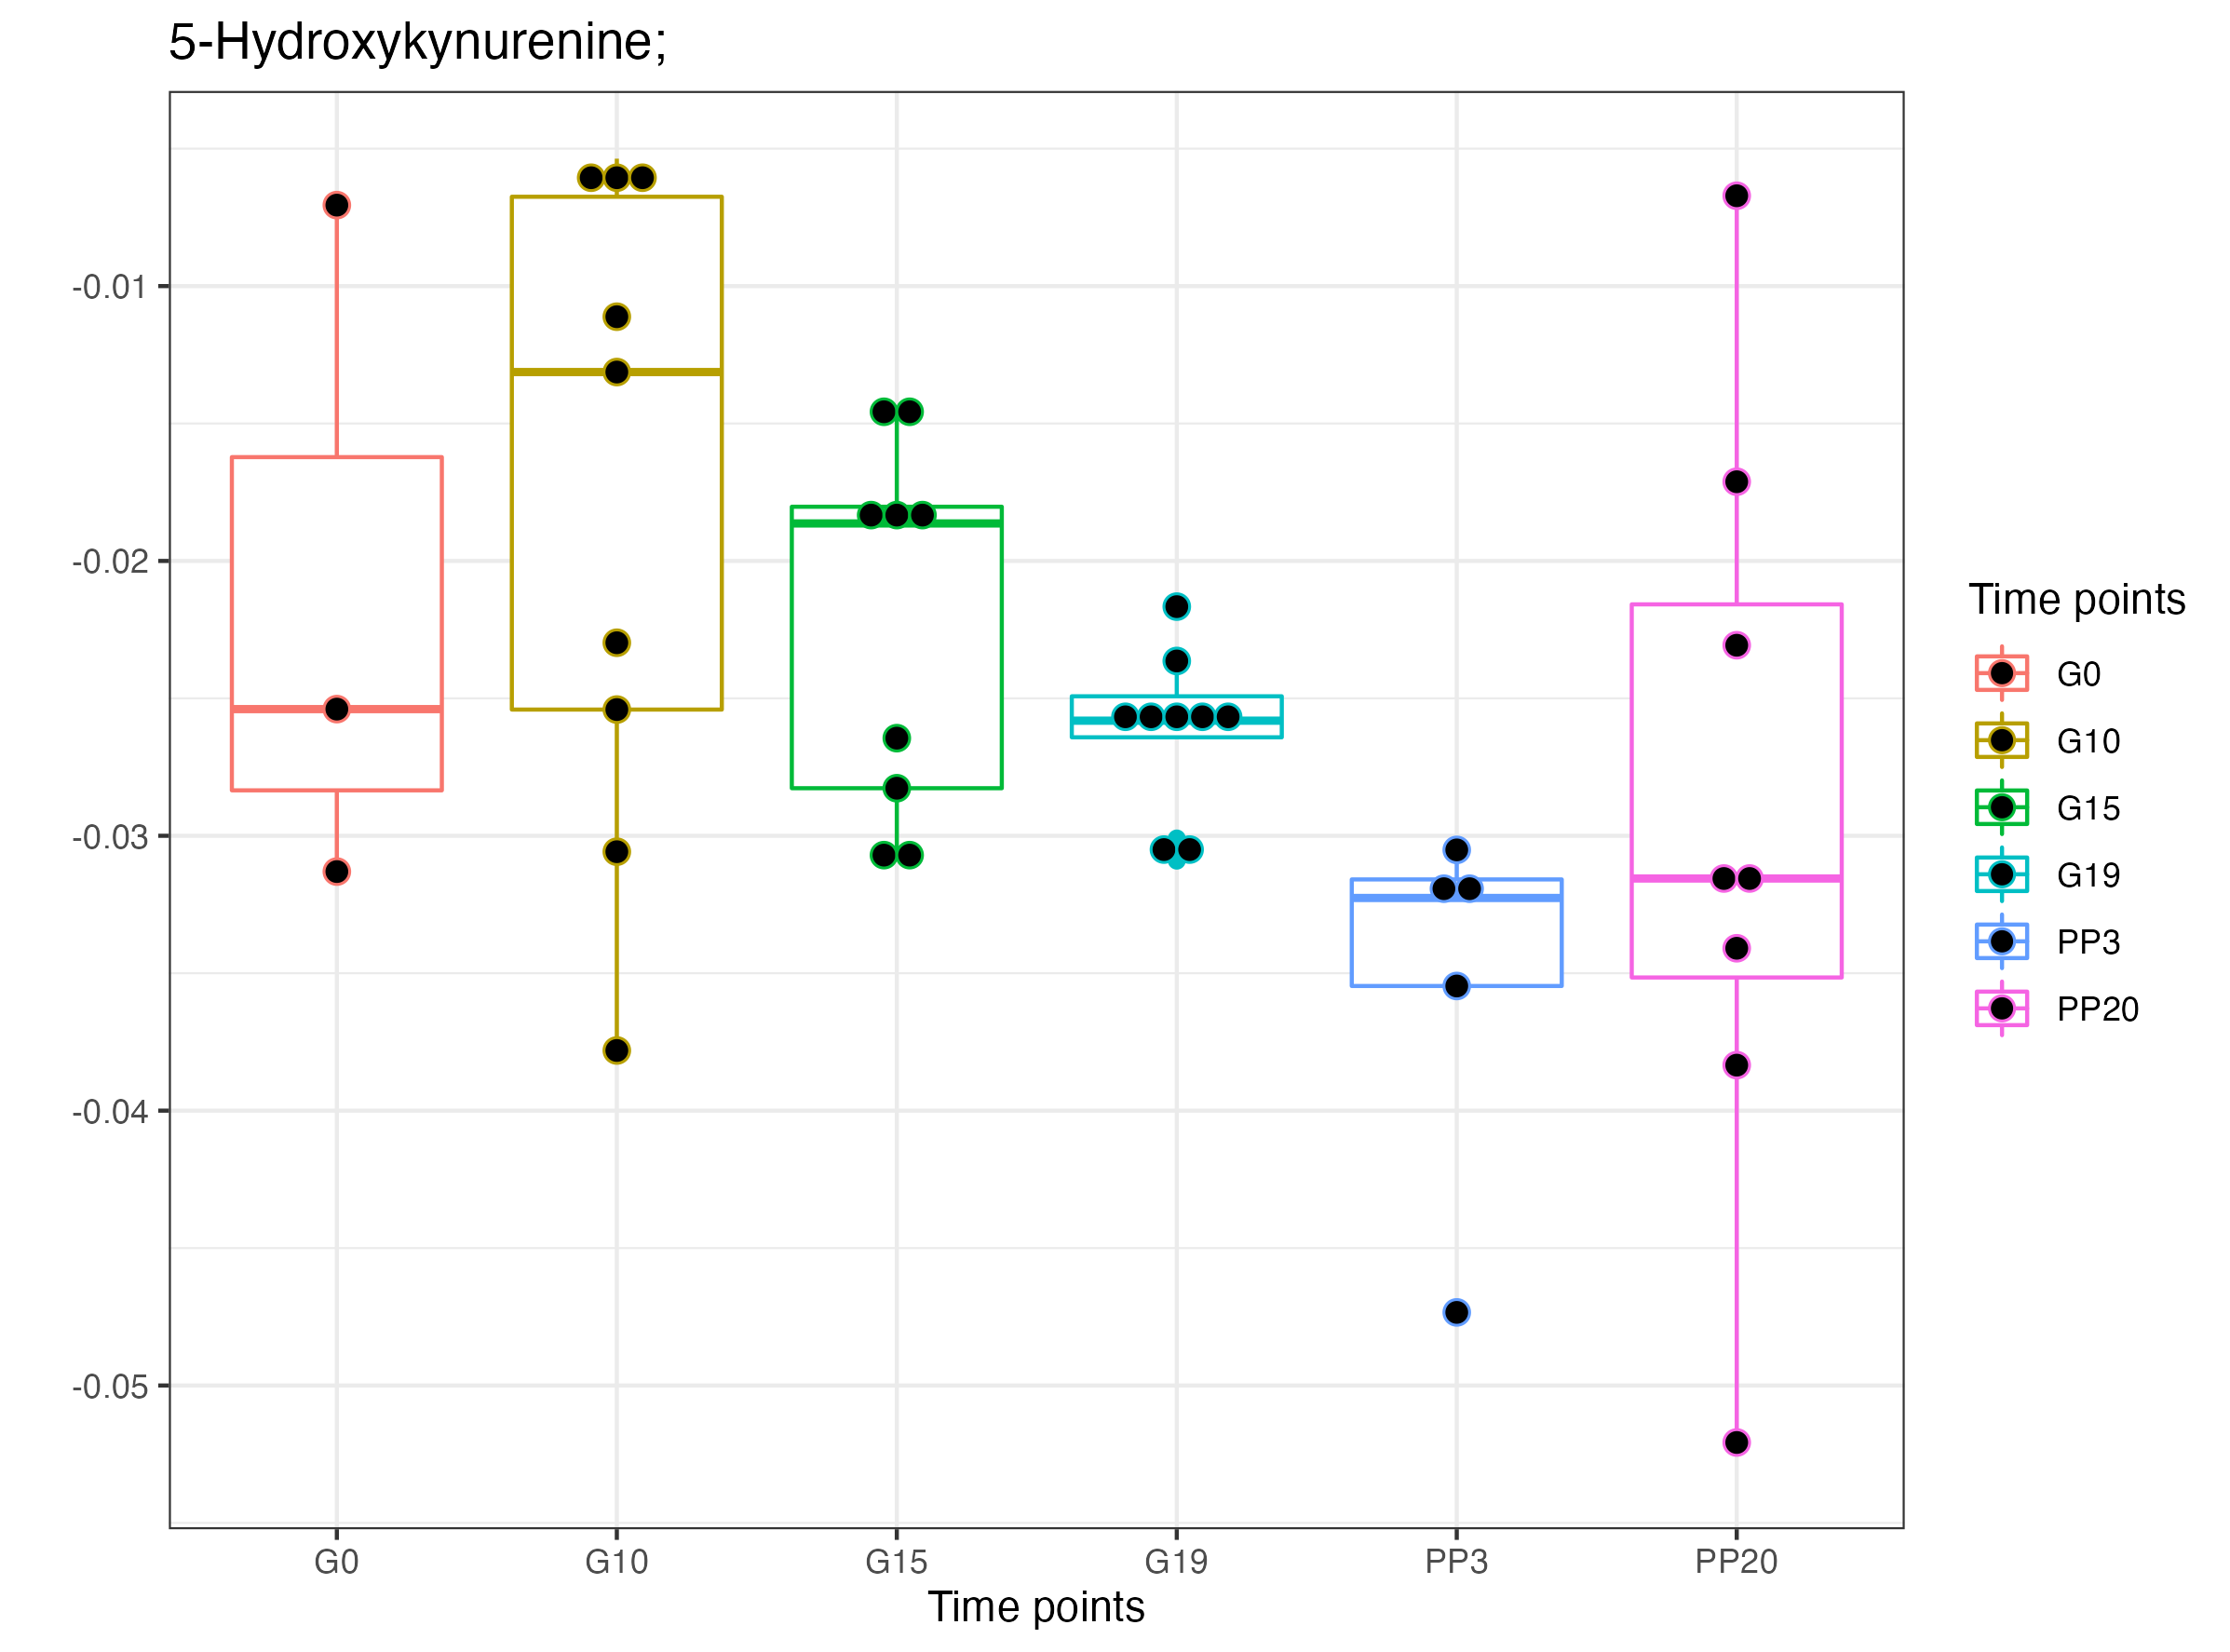 5-Hydroxykynurenine;
-0.01
-0.02
-0.03
-0.04
-0.05
G0
G10
G15
G19
PP3
PP20
Time points
Time points
G0
G10
G15
G19
PP3
PP20